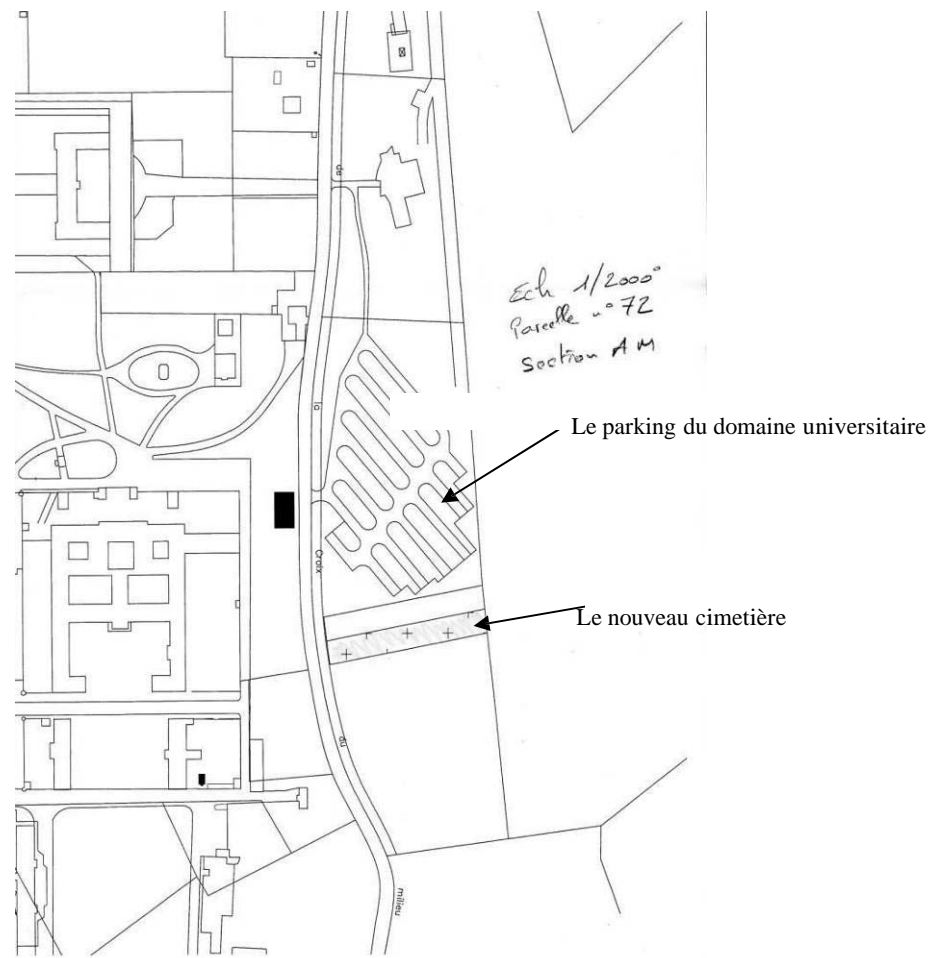 de
Ech 1/2000°
Parcelle n° 72
Section AM
la
Le parking du domaine universitaire
Croix
Le nouveau cimetière
du
milieu